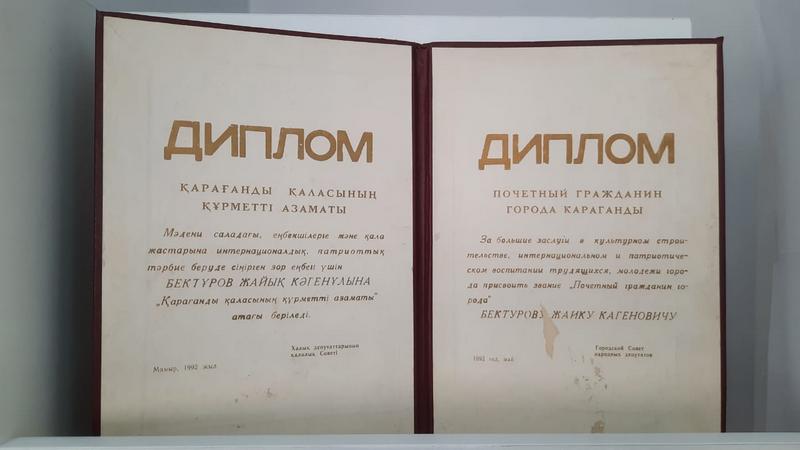 ДИПЛОМ
ҚАРАҒАНДЫ ҚАЛАСЫНЫҢ
ҚҰРМЕТТІ АЗАМАТЫ
Мәдени саладағы, еңбекшілерге және қала
жастарына интернационалдық, патриоттық
тәрбие беруде сіңірген зор еңбегі үшін
БЕКТҰРОВ ЖАЙЫҚ КӘГЕНҰЛЫНА
„Қарағанды қаласының құрметті азаматы"
атағы беріледі.
Халық депутаттарының
қалалық Советі
Мамыр, 1992 жыл
ДИПЛОМ
ПОЧЕТНЫЙ ГРАЖДАНИН
ГОРОДА КАРАГАНДЫ
За большие заслуги в культурном строи-
тельстве, интернациональном и патриотиче-
ском воспитании трудящихся, молодежи горо-
да присвоить звание „Почетный гражданин го-
рода"
БЕКТУРОВУ ЖАИКУ КАГЕНОВИЧУ
Городской Совет
народных депутатов
1992 год, май